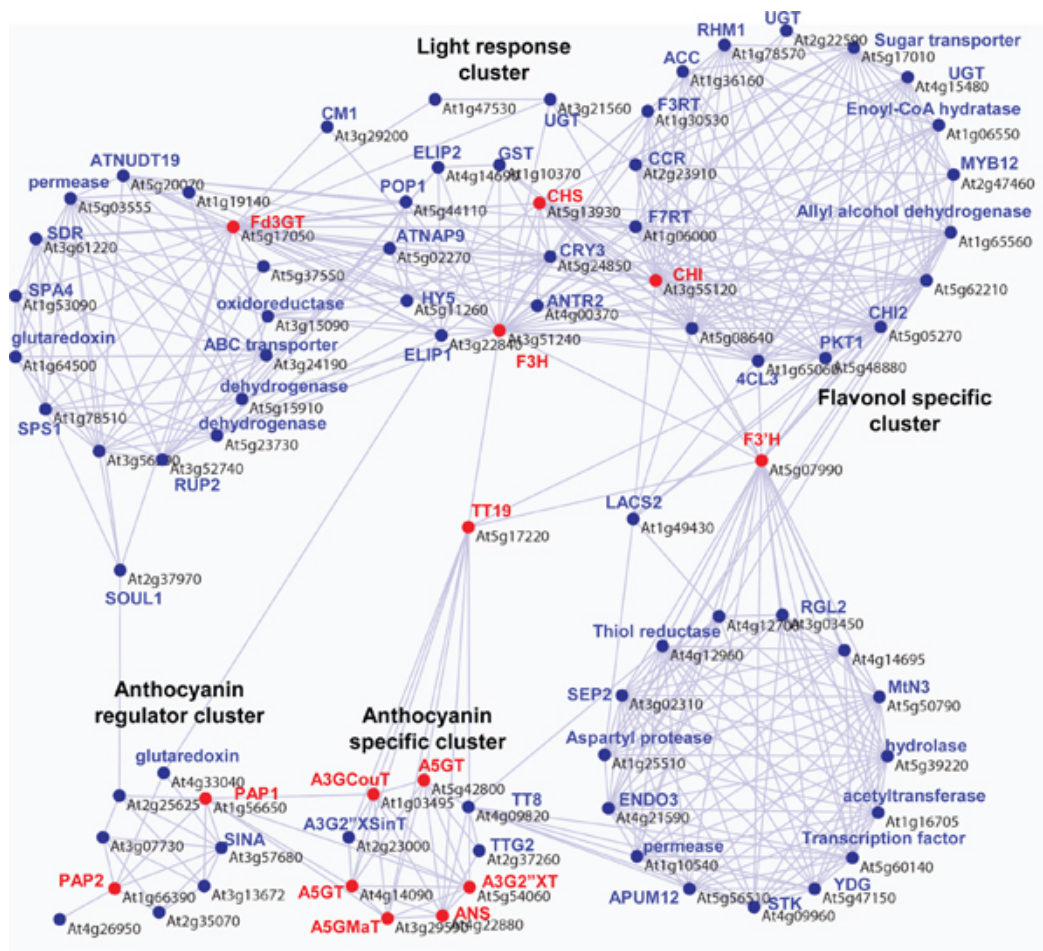 Light response
cluster
CM1
At3g29200
At1g47530
At3g21560
UGT
ELIP2
At4g14690
GST
At1g10370
POP1
At5g44110
CHS
At5g13930
ATNAP9
At5g02270
CRY3
At5g24850
HY5
At5g11260
ANTR2
At4g00370
At3g22840
ELIP1
At3g51240
F3H
ATNUDT19
At5g20070
permease
At5g03555
At1g19140
Fd3GT
At5g17050
SDR
At3g61220
At5g37550
SPA4
At1g53090
oxidoreductase
At3g15090
glutaredoxin
At1g64500
ABC transporter
At3g24190
dehydrogenase
At5g15910
At1g78510
SPS1
dehydrogenase
At5g23730
At3g52740
RUP2
At2g37970
SOUL1
UGT
At2g22590
RHM1
At1g78570
Sugar transporter
At5g17010
ACC
At1g36160
UGT
At4g15480
F3RT
At1g30530
Enoyl-CoA hydratase
At1g06550
CCR
At2g23910
MYB12
At2g47460
F7RT
At1g06000
Allyl alcohol dehydrogenase
At1g65560
CHI
At3g55120
At5g62210
CHI2
At5g05270
At5g08640
PKT1
At5g48880
At1g65060
4CL3
Flavonol specific
cluster
F3'H
At5g07990
LACS2
At1g49430
TT19
At5g17220
RGL2
At3g03450
At4g12700
Thiol reductase
At4g12960
At4g14695
SEP2
At3g02310
MtN3
At5g50790
Aspartyl protease
At1g25510
hydrolase
At5g39220
ENDO3
At4g21590
acetyltransferase
At1g16705
permease
At1g10540
Transcription factor
At5g60140
APUM12
At5g56510
YDG
At5g47150
STK
At4g09960
Anthocyanin
regulator cluster
glutaredoxin
At4g33040
PAP1
At1g56650
At2g25625
At3g07730
SINA
At3g57680
PAP2
At1g66390
At3g13672
At4g26950
At2g35070
Anthocyanin
specific cluster
A5GT
At5g42800
A3GCouT
At1g03495
TT8
At4g09820
A3G2”XSinT
At2g23000
TTG2
At2g37260
A5GT
At4g14090
A3G2”XT
At5g54060
A5GMaT
At3g29590
ANS
At4g22880